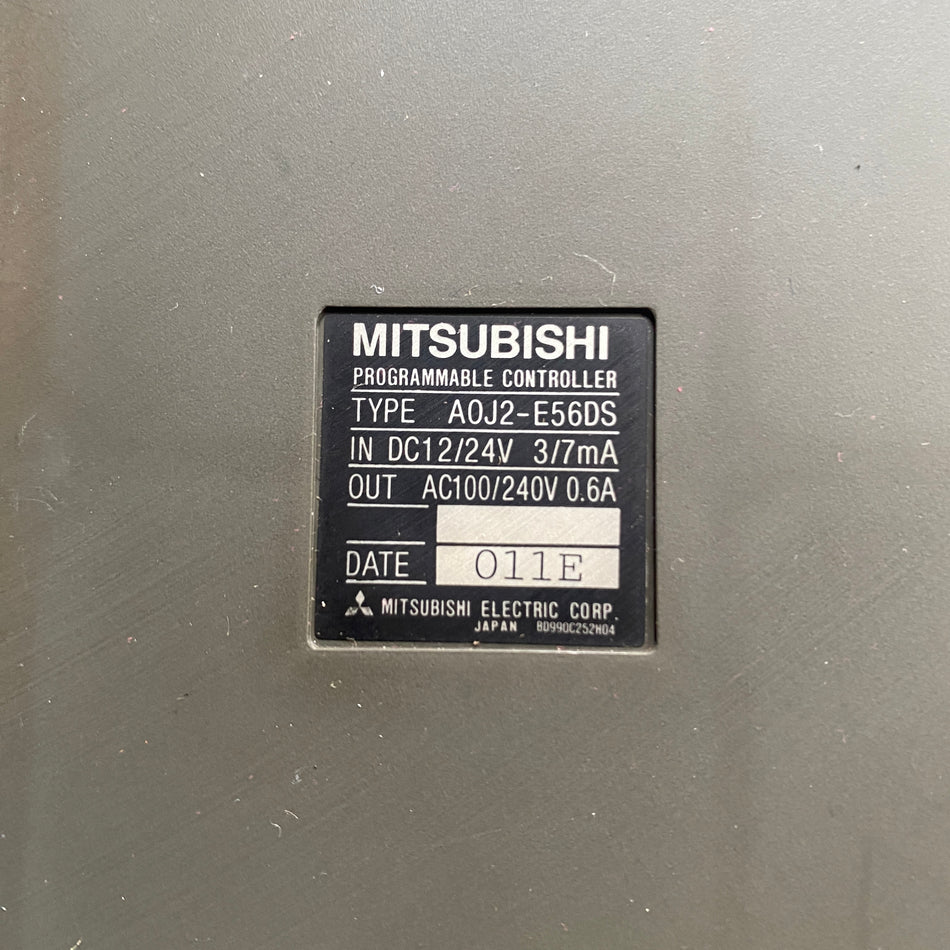 MITSUBISHI
PROGRAMMABLE CONTROLLER
TYPE A0J2-E56DS
IN DC12/24V 3/7mA
OUT AC100/240V 0.6A
DATE 011E
MITSUBISHI ELECTRIC CORP.
JAPAN BD990C252H04